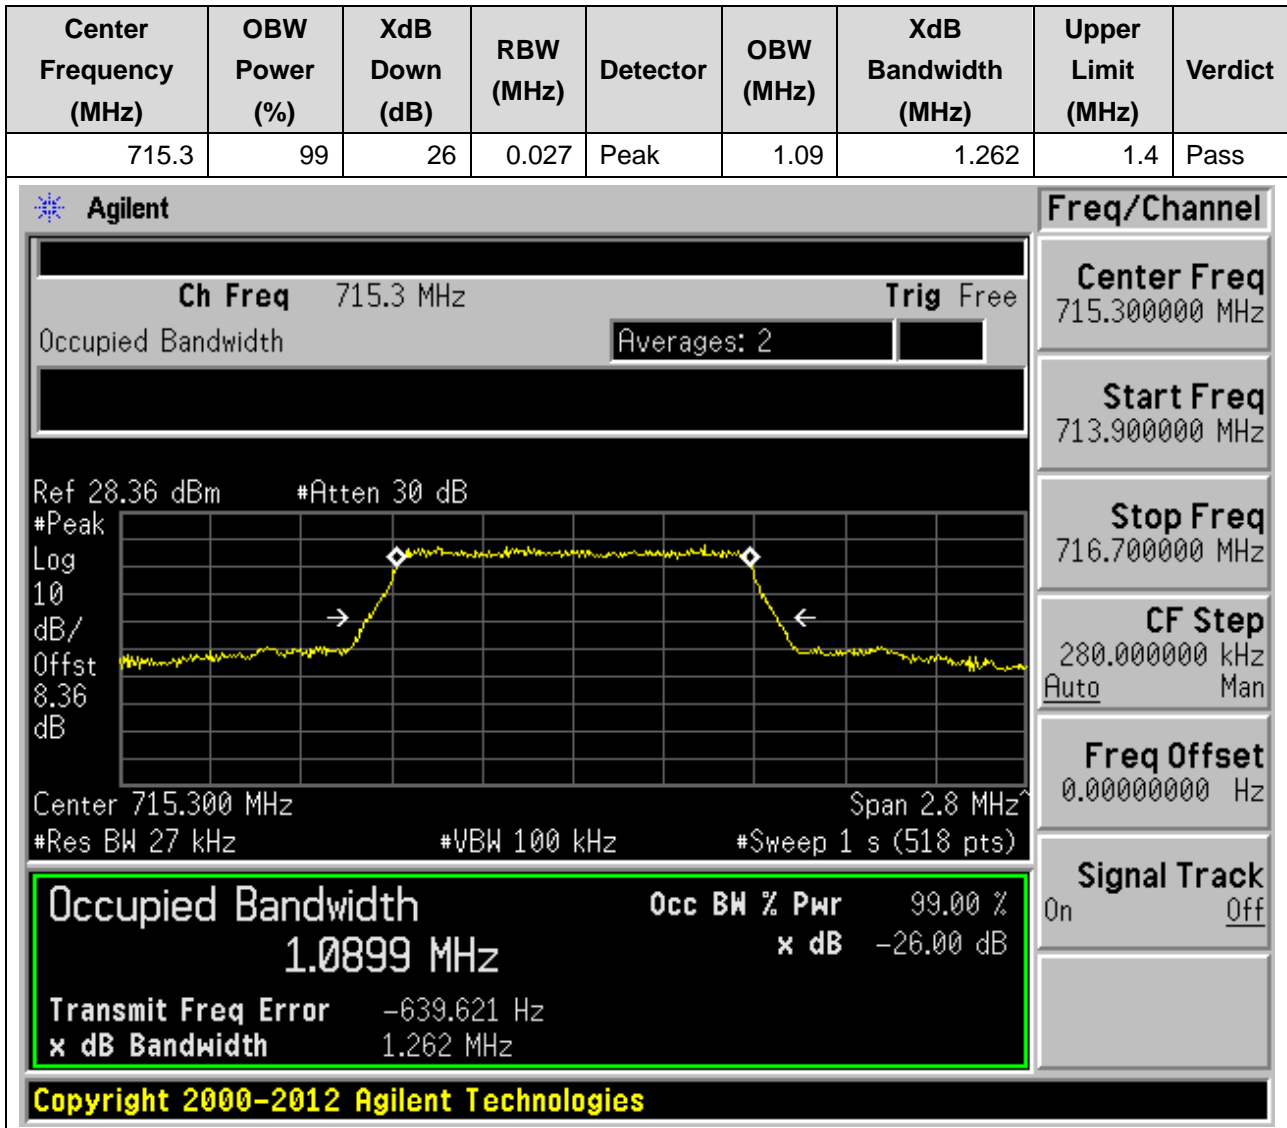 Center Frequency (MHz) OBW Power (%) XdB Down (dB) RBW (MHz) Detector OBW (MHz) XdB Bandwidth (MHz) Upper Limit (MHz) Verdict
715.3 99 26 0.027 Peak 1.09 1.262 1.4 Pass
Agilent
Freq/Channel
Ch Freq 715.3 MHz Trig Free
Occupied Bandwidth Averages: 2
Center Freq
715.300000 MHz
Start Freq
713.900000 MHz
Stop Freq
716.700000 MHz
CF Step
280.000000 kHz
Auto Man
Freq Offset
0.00000000 Hz
Signal Track
On Off
Ref 28.36 dBm #Atten 30 dB
#Peak
Log
10
dB/
Offst
8.36
dB
Center 715.300 MHz Span 2.8 MHz^
#Res BW 27 kHz #VBW 100 kHz #Sweep 1 s (518 pts)
Occupied Bandwidth Occ BW % Pwr 99.00 %
1.0899 MHz x dB -26.00 dB
Transmit Freq Error -639.621 Hz
x dB Bandwidth 1.262 MHz
Copyright 2000-2012 Agilent Technologies